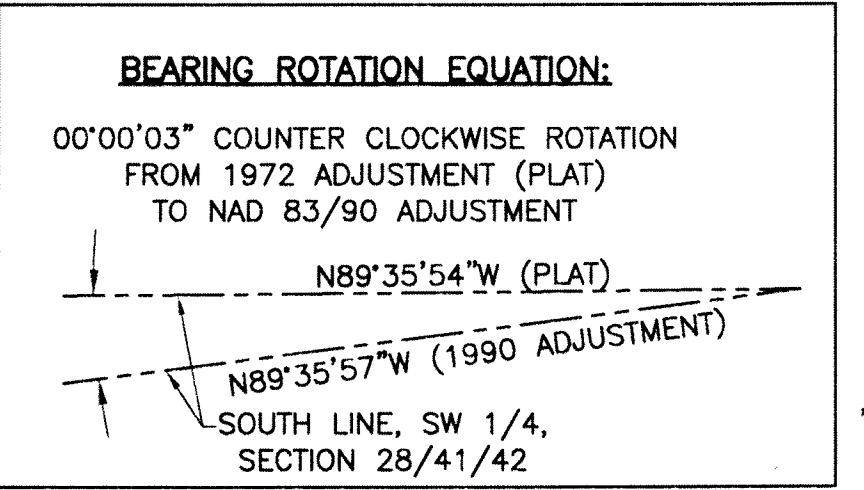 BEARING ROTATION EQUATION:
00°00'03" COUNTER CLOCKWISE ROTATION
FROM 1972 ADJUSTMENT (PLAT)
TO NAD 83/90 ADJUSTMENT
N89°35'54"W (PLAT)
N89°35'57"W (1990 ADJUSTMENT)
SOUTH LINE, SW 1/4,
SECTION 28/41/42